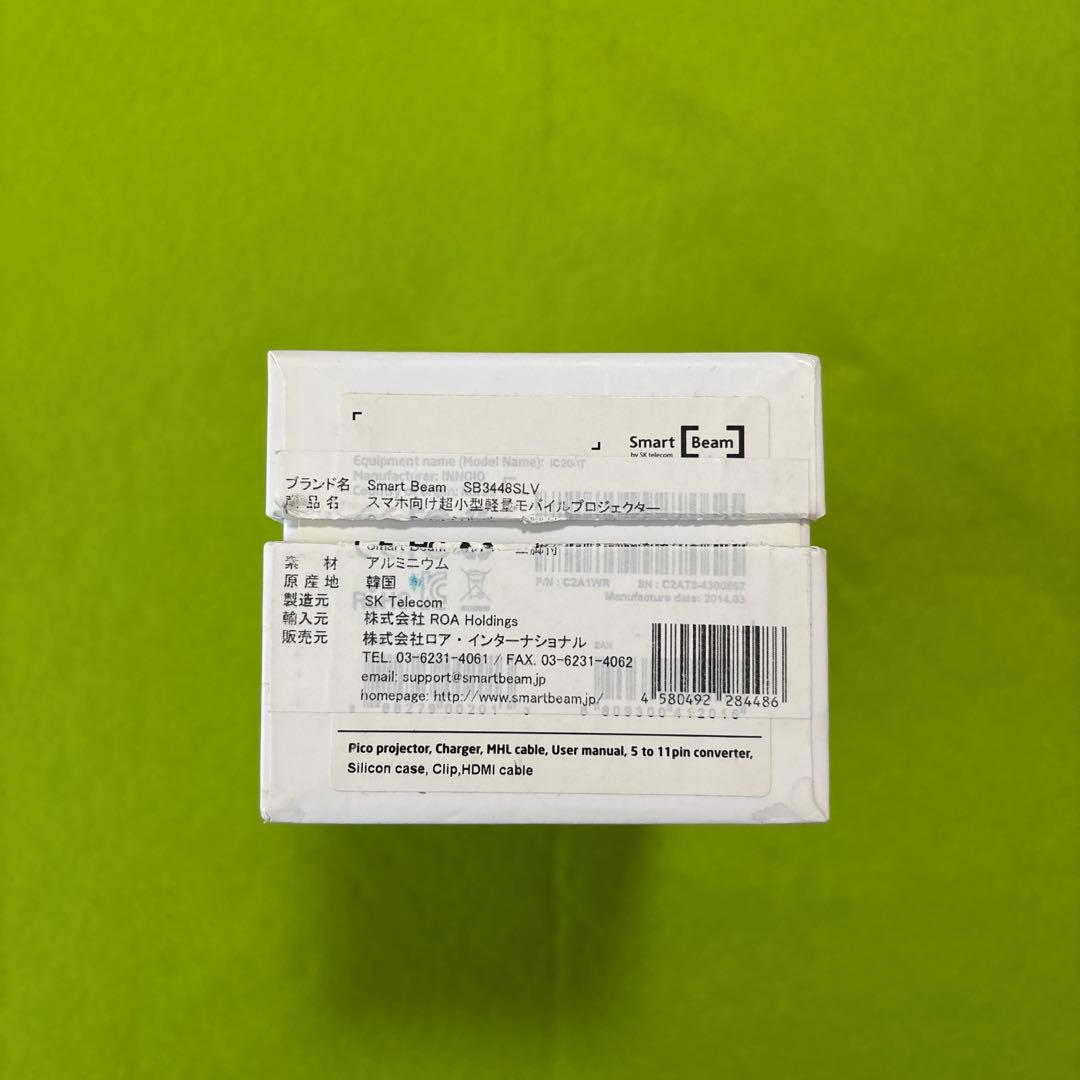 Smart [Beam]
by SK telecom
Equipment name (Model Name): IC200T
Manufacturer: INNOIO
ブランド名 Smart Beam SB3448SLV
商品名 スマホ向け超小型軽量モバイルプロジェクター
Smart Beam
素材 アルミニウム
原産地 韓国
製造元 SK Telecom
輸入元 株式会社 ROA Holdings
販売元 株式会社ロア・インターナショナル
TEL. 03-6231-4061 / FAX. 03-6231-4062
email: support@smartbeam.jp
homepage: http://www.smartbeam.jp/
P/N : C2A1WR
Manufacture date: 2014.03
EAN
4 580492 284486
Pico projector, Charger, MHL cable, User manual, 5 to 11pin converter,
Silicon case, Clip,HDMI cable